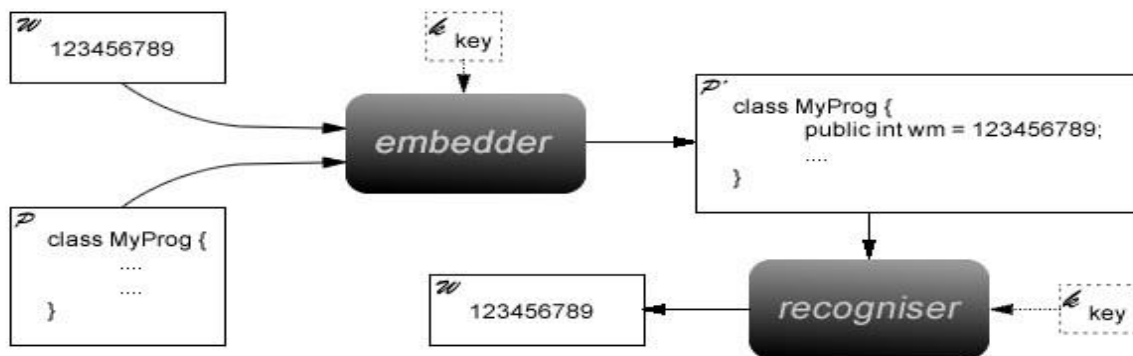 W
123456789
k
key
embedder
P
class MyProg {
....
....
}
P'
class MyProg {
public int wm = 123456789;
....
}
W
123456789
recogniser
k
key